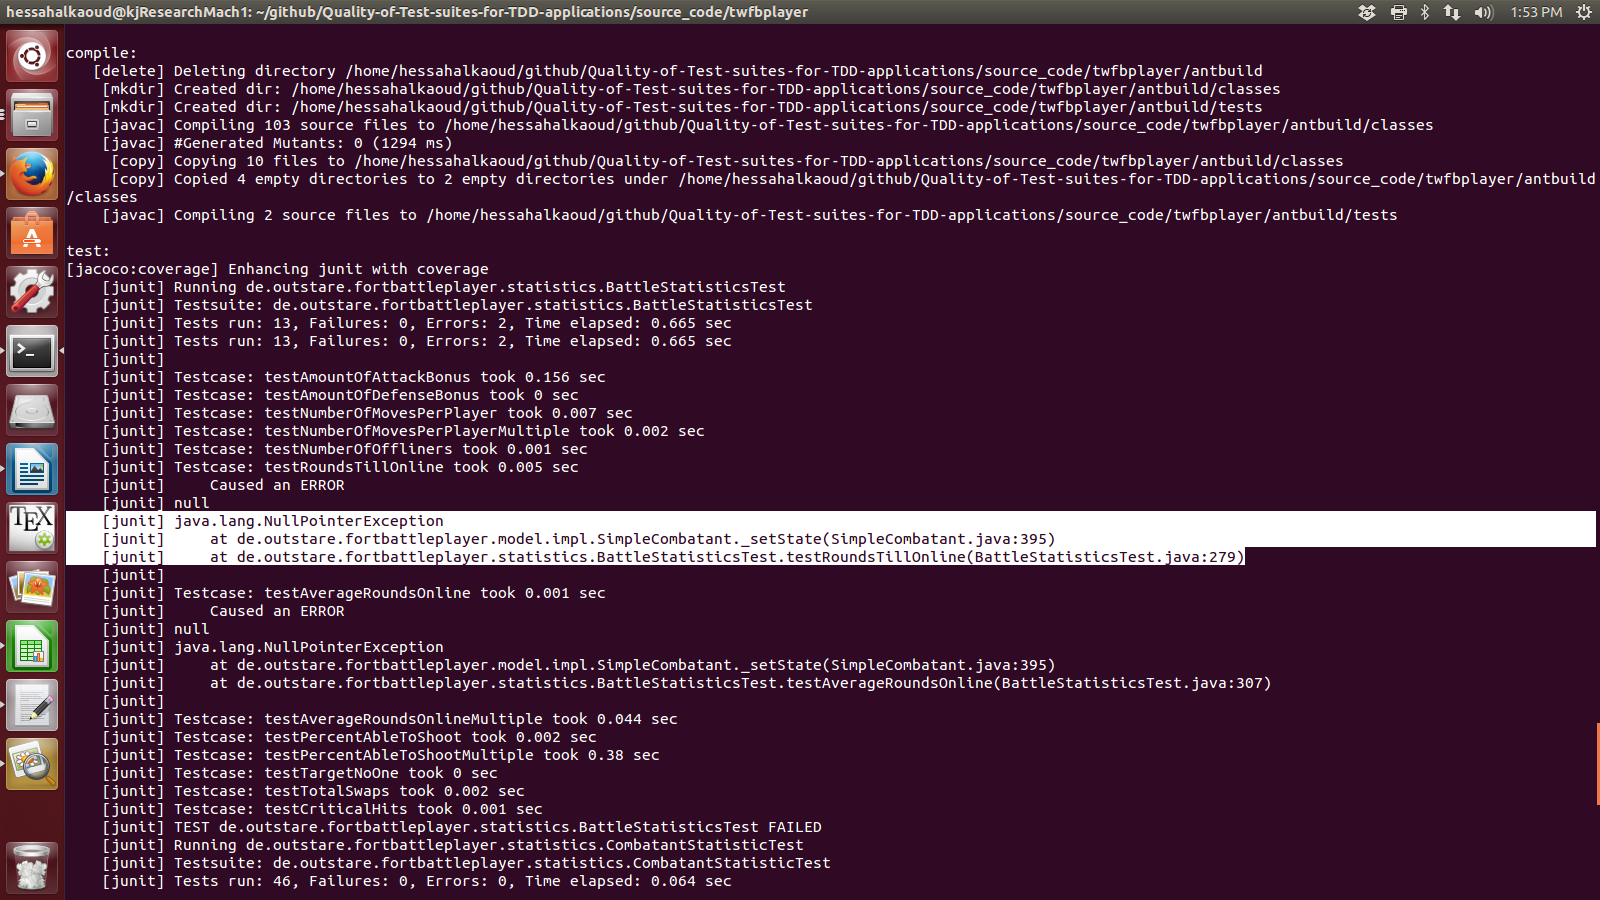 hessahalkaoud@kjResearchMach1: ~/github/Quality-of-Test-suites-for-TDD-applications/source_code/twfbplayer
1:53 PM
compile:
[delete] Deleting directory /home/hessahalkaoud/github/Quality-of-Test-suites-for-TDD-applications/source_code/twfbplayer/antbuild
[mkdir] Created dir: /home/hessahalkaoud/github/Quality-of-Test-suites-for-TDD-applications/source_code/twfbplayer/antbuild/classes
[mkdir] Created dir: /home/hessahalkaoud/github/Quality-of-Test-suites-for-TDD-applications/source_code/twfbplayer/antbuild/tests
[javac] Compiling 103 source files to /home/hessahalkaoud/github/Quality-of-Test-suites-for-TDD-applications/source_code/twfbplayer/antbuild/classes
[javac] #Generated Mutants: 0 (1294 ms)
[copy] Copying 10 files to /home/hessahalkaoud/github/Quality-of-Test-suites-for-TDD-applications/source_code/twfbplayer/antbuild/classes
[copy] Copied 4 empty directories to 2 empty directories under /home/hessahalkaoud/github/Quality-of-Test-suites-for-TDD-applications/source_code/twfbplayer/antbuild
/classes
[javac] Compiling 2 source files to /home/hessahalkaoud/github/Quality-of-Test-suites-for-TDD-applications/source_code/twfbplayer/antbuild/tests
test:
[jacoco:coverage] Enhancing junit with coverage
[junit] Running de.outstare.fortbattleplayer.statistics.BattleStatisticsTest
[junit] Testsuite: de.outstare.fortbattleplayer.statistics.BattleStatisticsTest
[junit] Tests run: 13, Failures: 0, Errors: 2, Time elapsed: 0.665 sec
[junit] Tests run: 13, Failures: 0, Errors: 2, Time elapsed: 0.665 sec
[junit]
[junit] Testcase: testAmountOfAttackBonus took 0.156 sec
[junit] Testcase: testAmountOfDefenseBonus took 0 sec
[junit] Testcase: testNumberOfMovesPerPlayer took 0.007 sec
[junit] Testcase: testNumberOfMovesPerPlayerMultiple took 0.002 sec
[junit] Testcase: testNumberOfOffliners took 0.001 sec
[junit] Testcase: testRoundsTillOnline took 0.005 sec
[junit] Caused an ERROR
[junit] null
[junit] java.lang.NullPointerException
[junit] at de.outstare.fortbattleplayer.model.impl.SimpleCombatant._setState(SimpleCombatant.java:395)
[junit] at de.outstare.fortbattleplayer.statistics.BattleStatisticsTest.testRoundsTillOnline(BattleStatisticsTest.java:279)
[junit]
[junit] Testcase: testAverageRoundsOnline took 0.001 sec
[junit] Caused an ERROR
[junit] null
[junit] java.lang.NullPointerException
[junit] at de.outstare.fortbattleplayer.model.impl.SimpleCombatant._setState(SimpleCombatant.java:395)
[junit] at de.outstare.fortbattleplayer.statistics.BattleStatisticsTest.testAverageRoundsOnline(BattleStatisticsTest.java:307)
[junit]
[junit] Testcase: testAverageRoundsOnlineMultiple took 0.044 sec
[junit] Testcase: testPercentAbleToShoot took 0.002 sec
[junit] Testcase: testPercentAbleToShootMultiple took 0.38 sec
[junit] Testcase: testTargetNoOne took 0 sec
[junit] Testcase: testTotalSwaps took 0.002 sec
[junit] Testcase: testCriticalHits took 0.001 sec
[junit] TEST de.outstare.fortbattleplayer.statistics.BattleStatisticsTest FAILED
[junit] Running de.outstare.fortbattleplayer.statistics.CombatantStatisticTest
[junit] Testsuite: de.outstare.fortbattleplayer.statistics.CombatantStatisticTest
[junit] Tests run: 46, Failures: 0, Errors: 0, Time elapsed: 0.064 sec
TEX